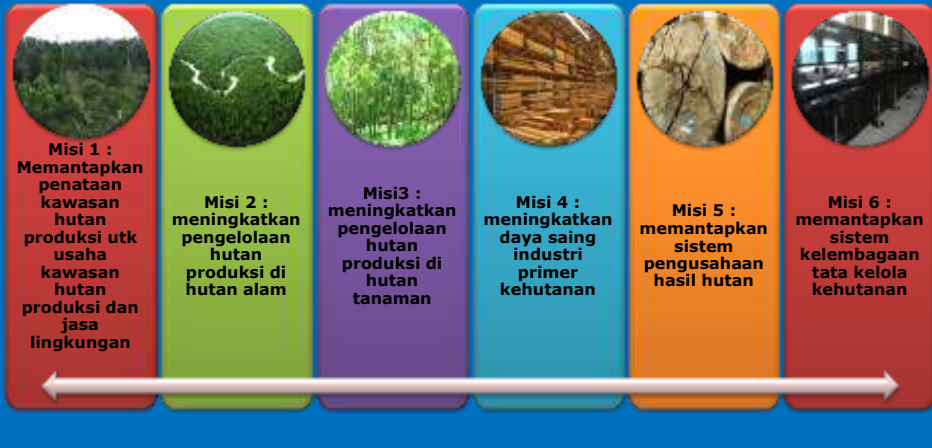 Misi 1 :
Memantapkan
penataan
kawasan
hutan
produksi utk
usaha
kawasan
hutan
produksi dan
jasa
lingkungan
Misi 2 :
meningkatkan
pengelolaan
hutan
produksi di
hutan alam
Misi3 :
meningkatkan
pengelolaan
hutan
produksi di
hutan
tanaman
Misi 4 :
meningkatkan
daya saing
industri
primer
kehutanan
Misi 5 :
memantapkan
sistem
pengusahaan
hasil hutan
Misi 6 :
memantapkan
sistem
kelembagaan
tata kelola
kehutanan